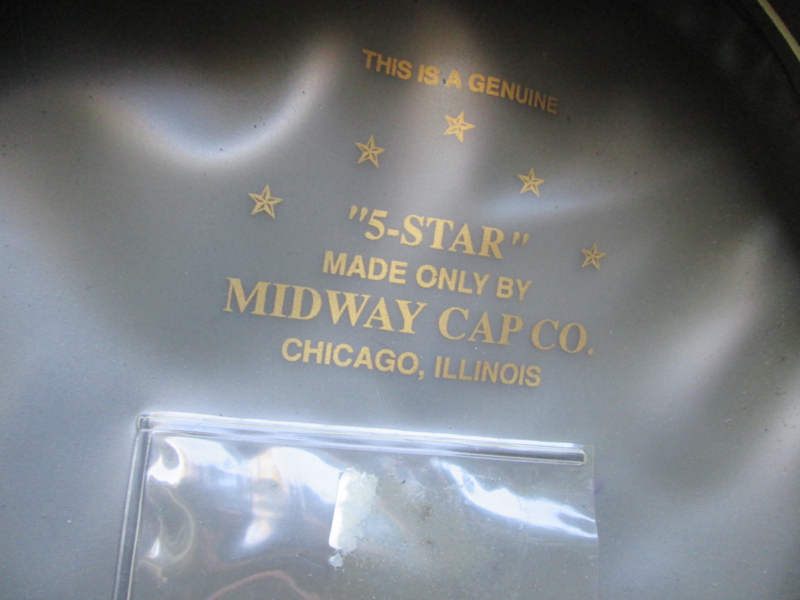 THIS IS A GENUINE
"5-STAR"
MADE ONLY BY
MIDWAY CAP CO.
CHICAGO, ILLINOIS